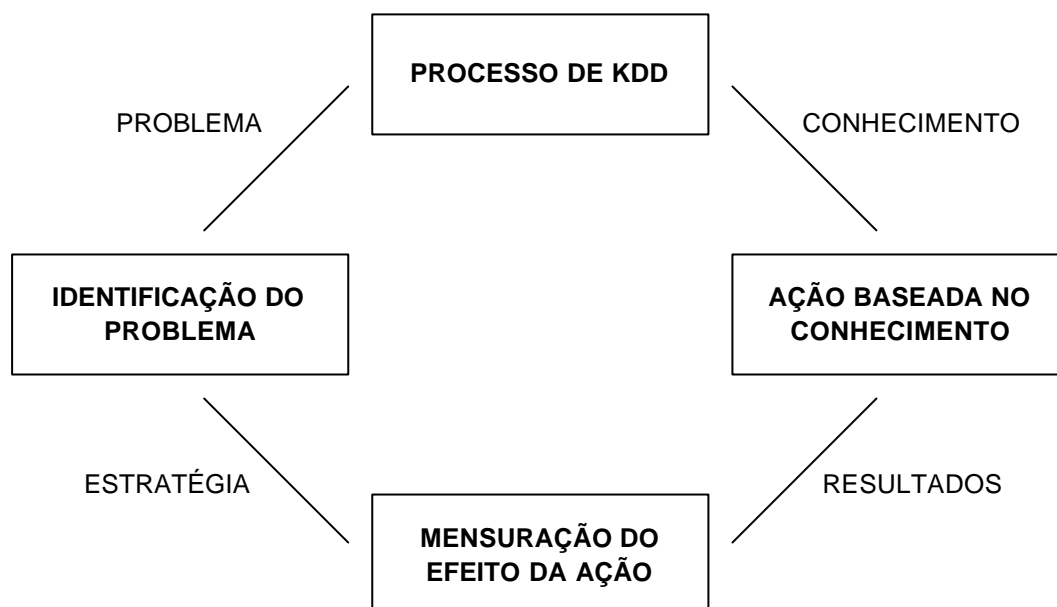 PROCESSO DE KDD
PROBLEMA
CONHECIMENTO
IDENTIFICAÇÃO DO
PROBLEMA
AÇÃO BASEADA NO
CONHECIMENTO
ESTRATÉGIA
RESULTADOS
MENSURAÇÃO DO
EFEITO DA AÇÃO